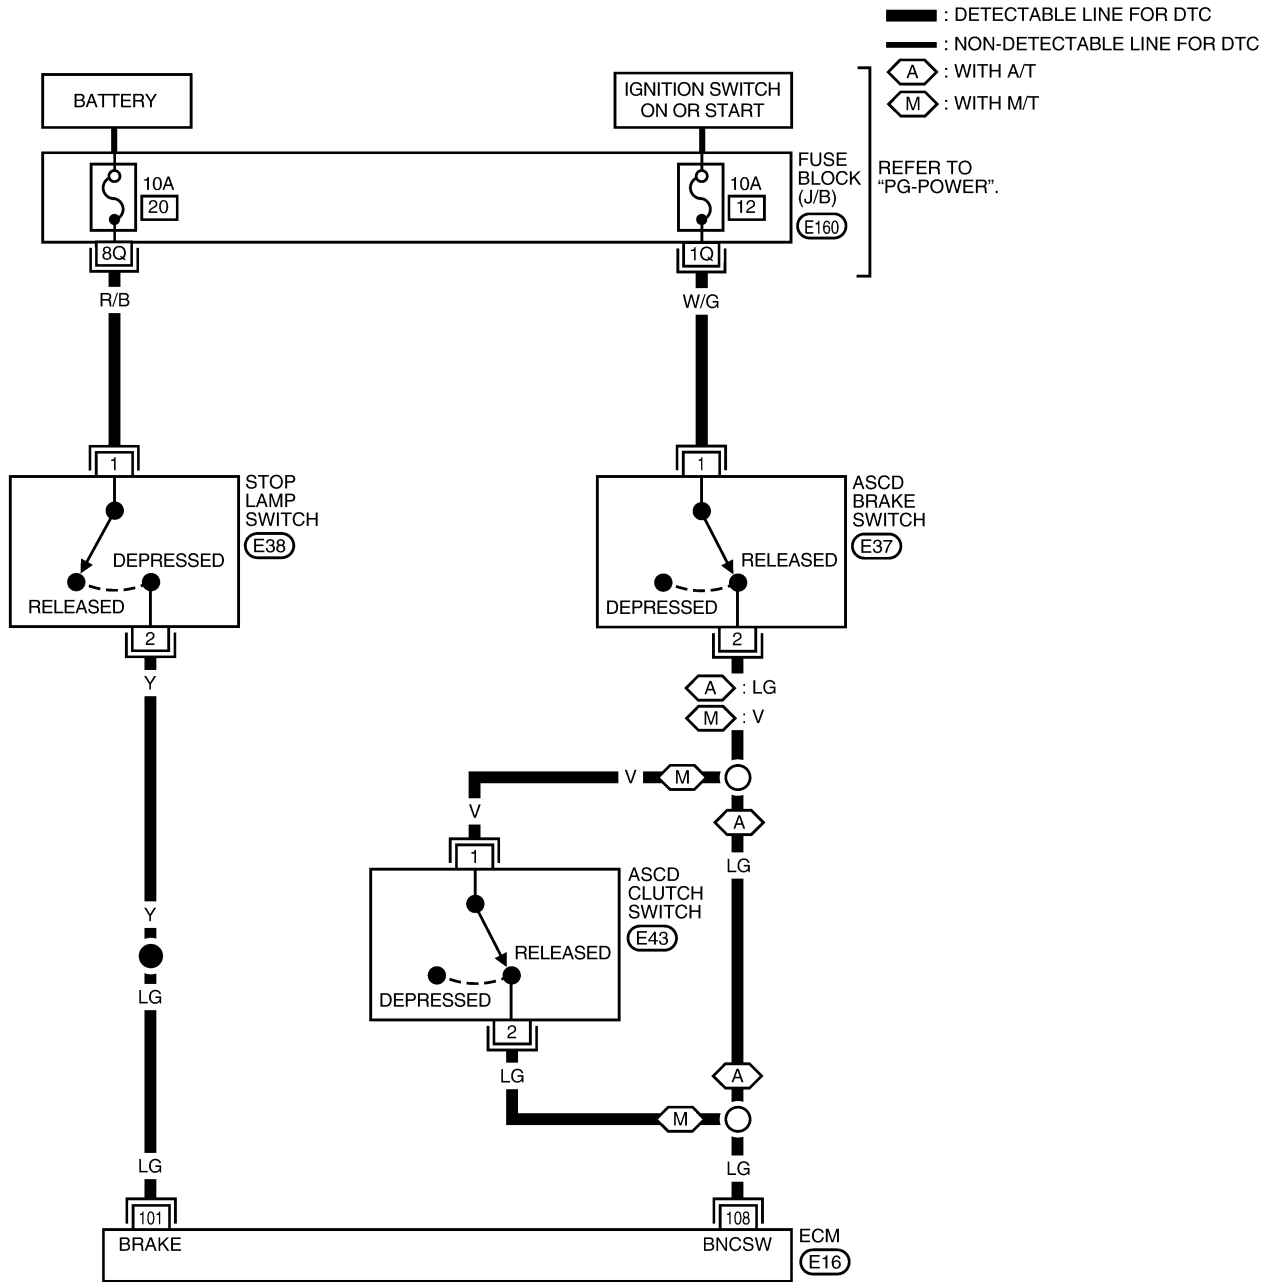 : DETECTABLE LINE FOR DTC
: NON-DETECTABLE LINE FOR DTC
A : WITH A/T
M : WITH M/T
BATTERY
IGNITION SWITCH
ON OR START
10A
20
10A
12
FUSE
BLOCK
(J/B)
E160
REFER TO
“PG-POWER”.
8Q
1Q
R/B
W/G
1
STOP
LAMP
SWITCH
E38
DEPRESSED
RELEASED
2
1
ASCD
BRAKE
SWITCH
E37
RELEASED
DEPRESSED
2
Y
A : LG
M : V
V
M
V
A
LG
1
ASCD
CLUTCH
SWITCH
E43
RELEASED
DEPRESSED
2
Y
LG
LG
A
M
LG
LG
101
BRAKE
108
BNCSW
ECM
E16